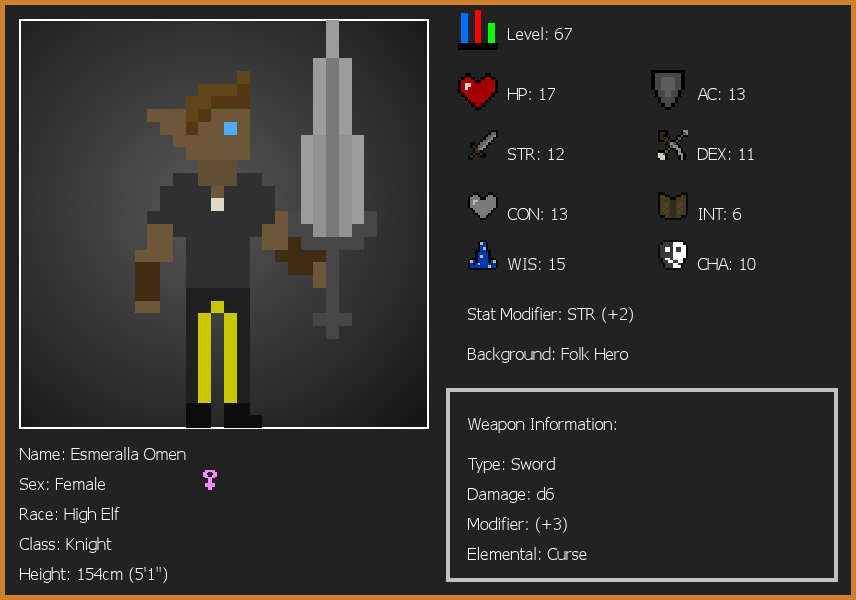 Level: 67
HP: 17
AC: 13
STR: 12
DEX: 11
CON: 13
INT: 6
WIS: 15
CHA: 10
Stat Modifier: STR (+2)
Background: Folk Hero
Weapon Information:
Type: Sword
Damage: d6
Modifier: (+3)
Elemental: Curse
Name: Esmeralla Omen
Sex: Female
Race: High Elf
Class: Knight
Height: 154cm (5'1")